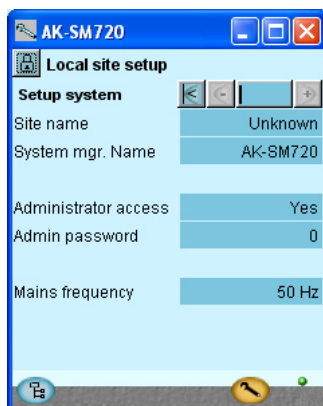 AK-SM720
Local site setup
Setup system
Site name Unknown
System mgr. Name AK-SM720
Administrator access Yes
Admin password 0
Mains frequency 50 Hz